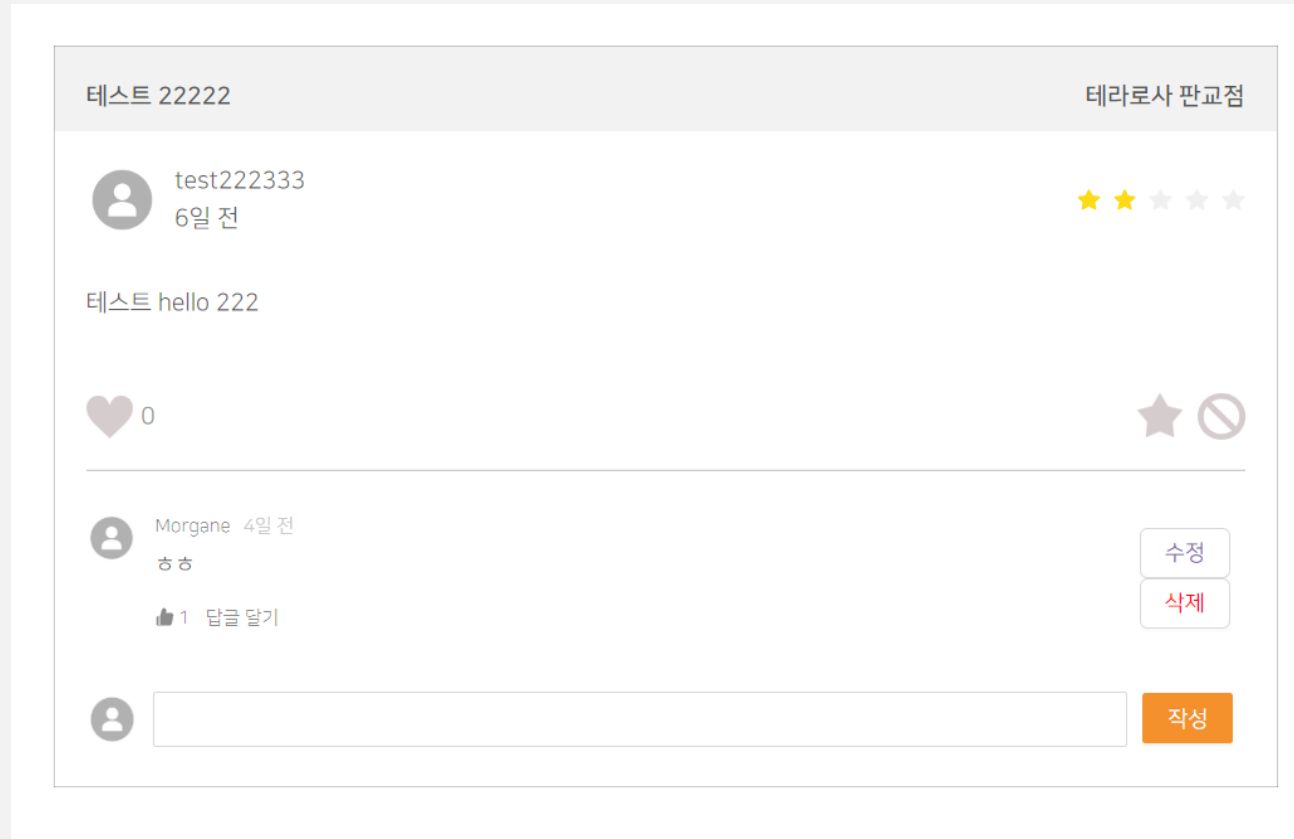 테스트 22222
테라로사 판교점
test222333
6일 전
테스트 hello 222
0
Morgane 4일 전
ㅎㅎ
1 답글 달기
수정
삭제
작성